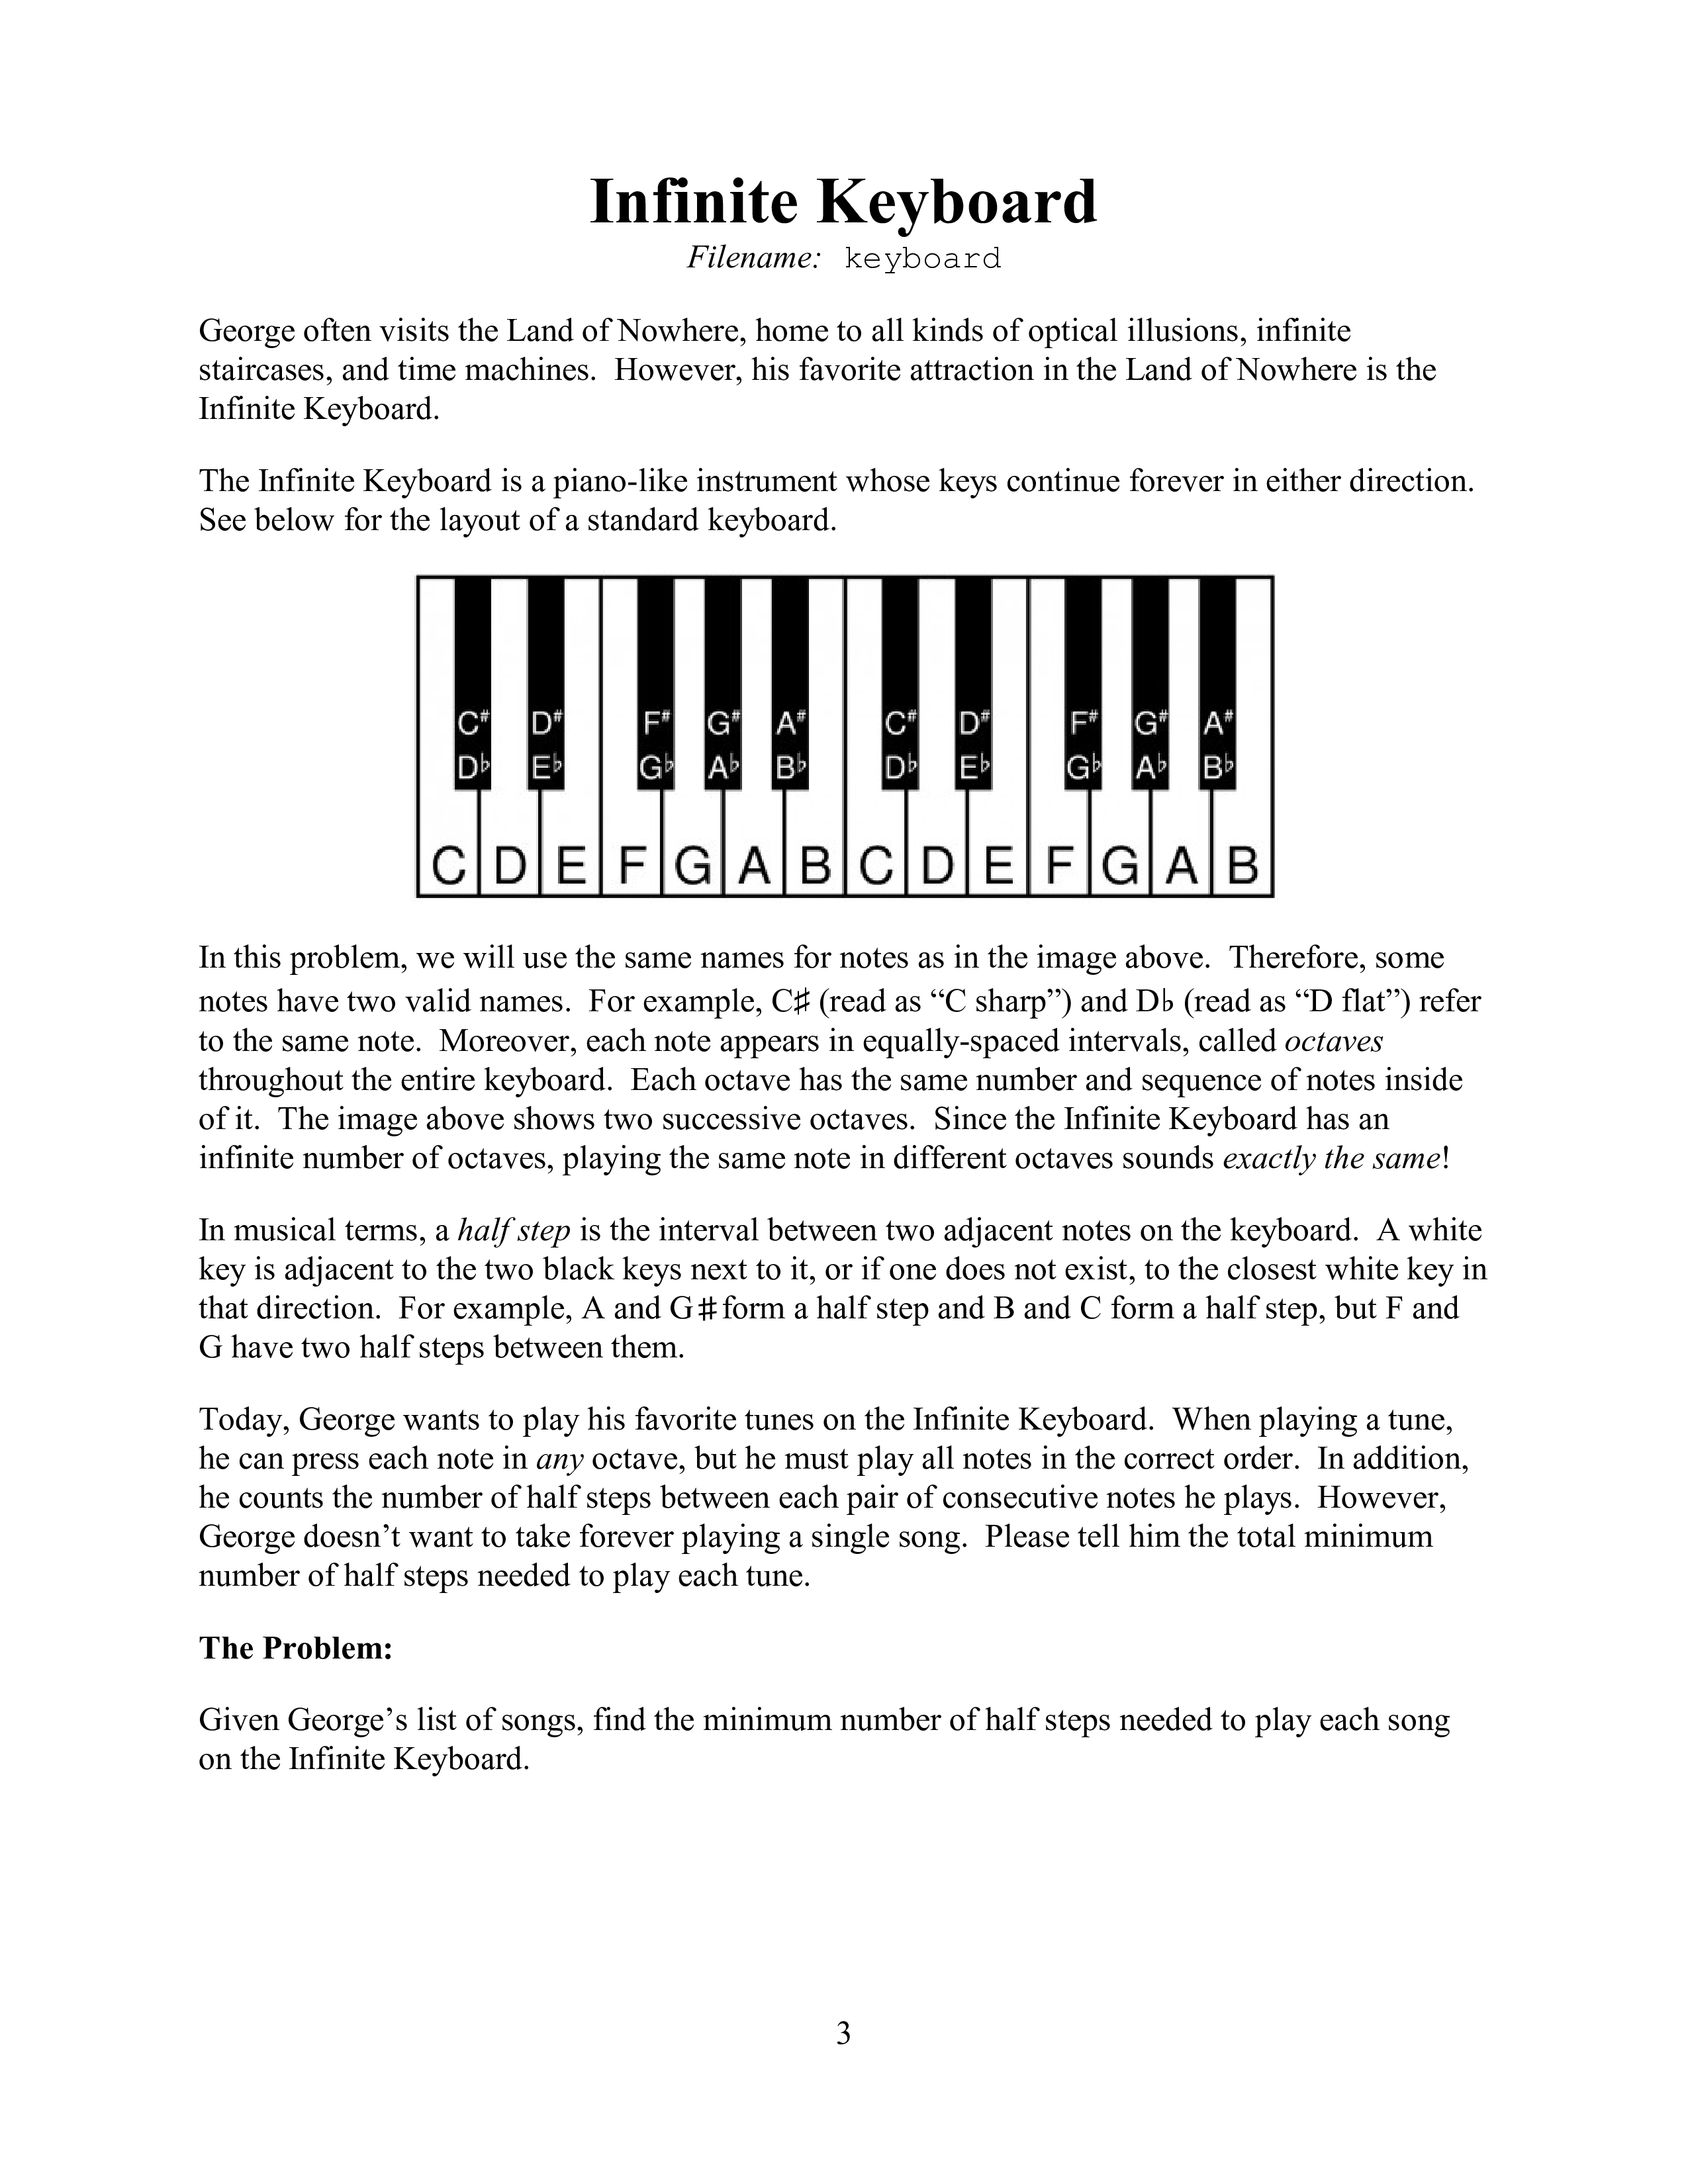 Infinite Keyboard
Filename: keyboard
George often visits the Land of Nowhere, home to all kinds of optical illusions, infinite
staircases, and time machines. However, his favorite attraction in the Land of Nowhere is the
Infinite Keyboard.
The Infinite Keyboard is a piano-like instrument whose keys continue forever in either direction.
See below for the layout of a standard keyboard.
C# D# F# G# A# C# D# F# G# A#
D♭ E♭ G♭ A♭ B♭ D♭ E♭ G♭ A♭ B♭
C D E F G A B C D E F G A B
In this problem, we will use the same names for notes as in the image above. Therefore, some
notes have two valid names. For example, C♯ (read as “C sharp”) and D♭ (read as “D flat”) refer
to the same note. Moreover, each note appears in equally-spaced intervals, called octaves
throughout the entire keyboard. Each octave has the same number and sequence of notes inside
of it. The image above shows two successive octaves. Since the Infinite Keyboard has an
infinite number of octaves, playing the same note in different octaves sounds exactly the same!
In musical terms, a half step is the interval between two adjacent notes on the keyboard. A white
key is adjacent to the two black keys next to it, or if one does not exist, to the closest white key in
that direction. For example, A and G♯ form a half step and B and C form a half step, but F and
G have two half steps between them.
Today, George wants to play his favorite tunes on the Infinite Keyboard. When playing a tune,
he can press each note in any octave, but he must play all notes in the correct order. In addition,
he counts the number of half steps between each pair of consecutive notes he plays. However,
George doesn’t want to take forever playing a single song. Please tell him the total minimum
number of half steps needed to play each tune.
The Problem:
Given George’s list of songs, find the minimum number of half steps needed to play each song
on the Infinite Keyboard.
3